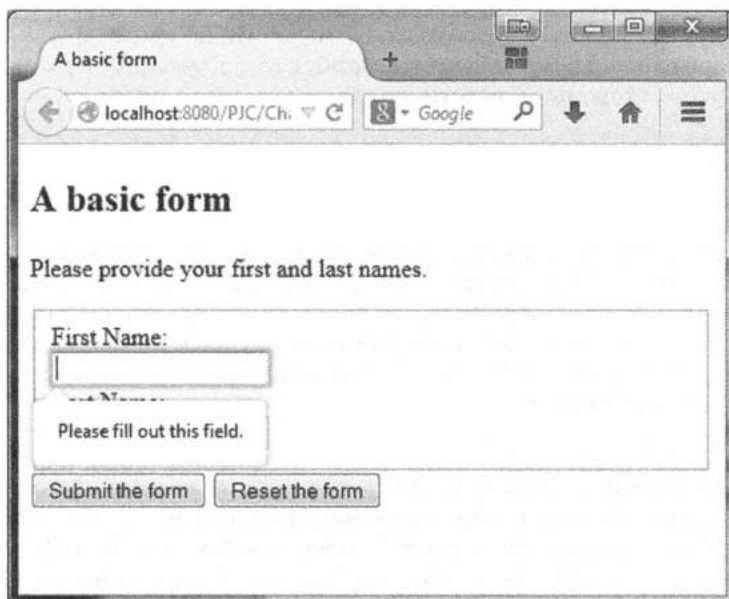 A basic form
localhost:8080/PJC/Ch
Google
A basic form
Please provide your first and last names.
First Name:
Name:
Please fill out this field.
Submit the form
Reset the form